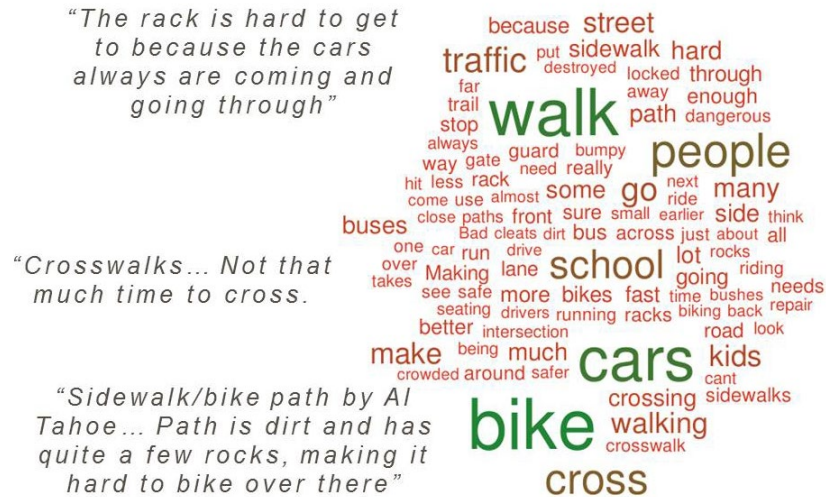 “The rack is hard to get
to because the cars
always are coming and
going through”
“Crosswalks... Not that
much time to cross.
“Sidewalk/bike path by Al
Tahoe... Path is dirt and has
quite a few rocks, making it
hard to bike over there”
because street
traffic put sidewalk hard
destroyed locked through
far away enough
trail walk path dangerous
stop
always guard bumpy people
way gate need really
hit less rack some go next many
come use almost ride
close paths front sure small earlier side think
buses Bad cleats dirt bus across just about all
one car run drive school lot rocks
over Making lane going riding
takes needs
see safe more bikes fast time bushes
seating drivers running racks biking back repair
better intersection road look
make being much cars kids
crowded around safer cant
crossing sidewalks
bike walking
crosswalk
cross